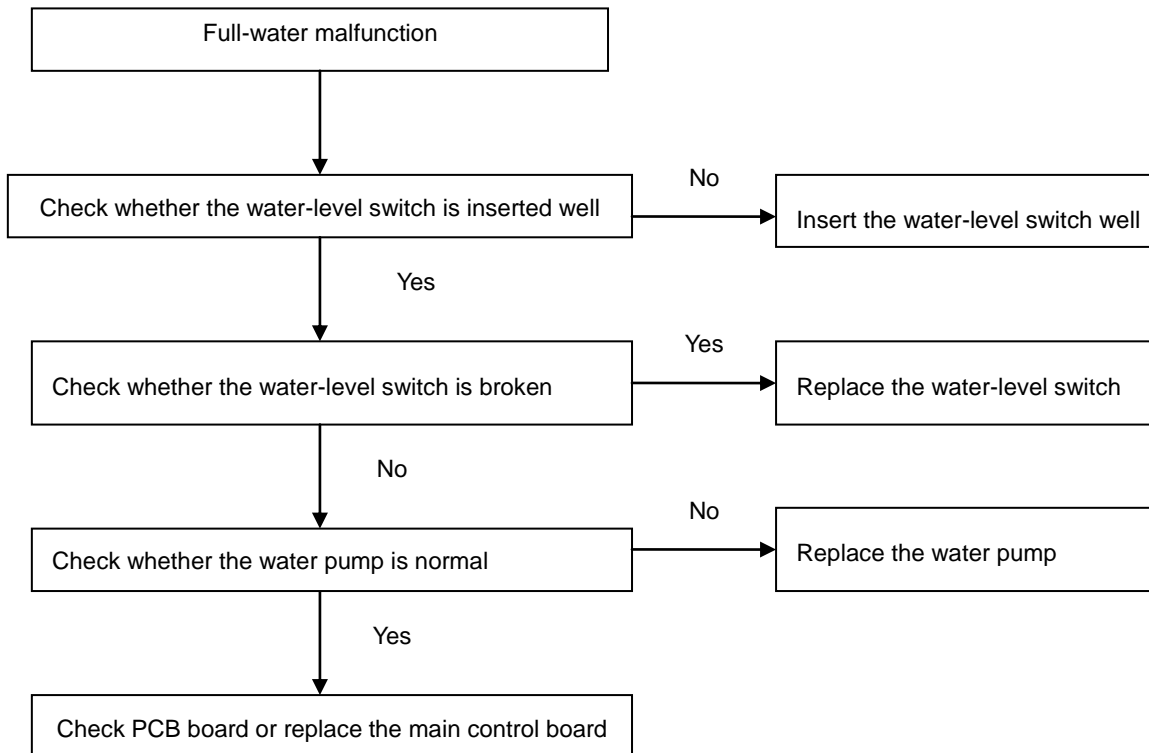 Full-water malfunction
No
Check whether the water-level switch is inserted well
Insert the water-level switch well
Yes
Yes
Check whether the water-level switch is broken
Replace the water-level switch
No
No
Check whether the water pump is normal
Replace the water pump
Yes
Check PCB board or replace the main control board